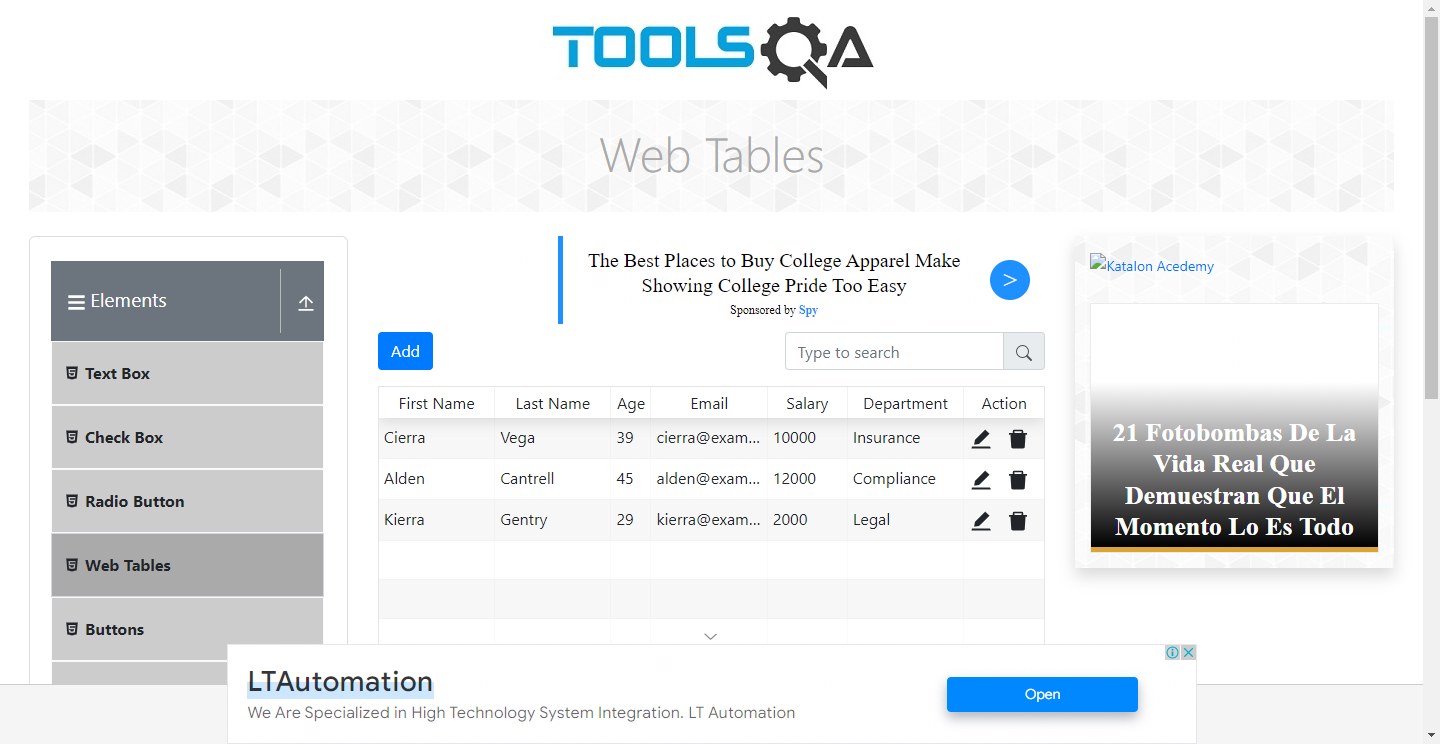 TOOLSQA
Web Tables
Elements
Text Box
Check Box
Radio Button
Web Tables
Buttons
The Best Places to Buy College Apparel Make
Showing College Pride Too Easy
Sponsored by Spy
>
Add
Type to search
First Name Last Name Age Email Salary Department Action
Cierra Vega 39 cierra@exam... 10000 Insurance
Alden Cantrell 45 alden@exam... 12000 Compliance
Kierra Gentry 29 kierra@exam... 2000 Legal
Katalon Acedemy
21 Fotobombas De La
Vida Real Que
Demuestran Que El
Momento Lo Es Todo
LTAutomation
We Are Specialized in High Technology System Integration. LT Automation
Open